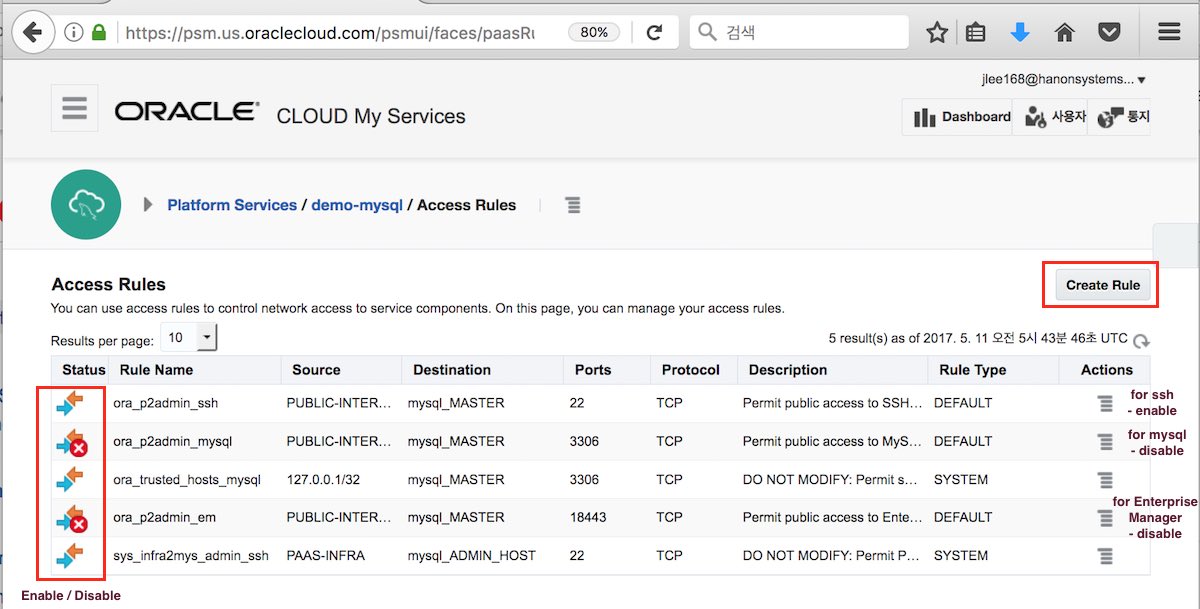 https://psm.us.oraclecloud.com/psmui/faces/paasRu
80%
검색
jlee168@hanonsystems...
ORACLE CLOUD My Services
Dashboard 사용자 통지
Platform Services / demo-mysql / Access Rules
Access Rules
Create Rule
You can use access rules to control network access to service components. On this page, you can manage your access rules.
Results per page: 10
5 result(s) as of 2017. 5. 11 오전 5시 43분 46초 UTC
Status Rule Name Source Destination Ports Protocol Description Rule Type Actions
ora_p2admin_ssh PUBLIC-INTER... mysql_MASTER 22 TCP Permit public access to SSH... DEFAULT
for ssh
- enable
ora_p2admin_mysql PUBLIC-INTER... mysql_MASTER 3306 TCP Permit public access to MyS... DEFAULT
for mysql
- disable
ora_trusted_hosts_mysql 127.0.0.1/32 mysql_MASTER 3306 TCP DO NOT MODIFY: Permit s... SYSTEM
ora_p2admin_em PUBLIC-INTER... mysql_MASTER 18443 TCP Permit public access to Ente... DEFAULT
for Enterprise
Manager
- disable
sys_infra2mys_admin_ssh PAAS-INFRA mysql_ADMIN_HOST 22 TCP DO NOT MODIFY: Permit P... SYSTEM
Enable / Disable